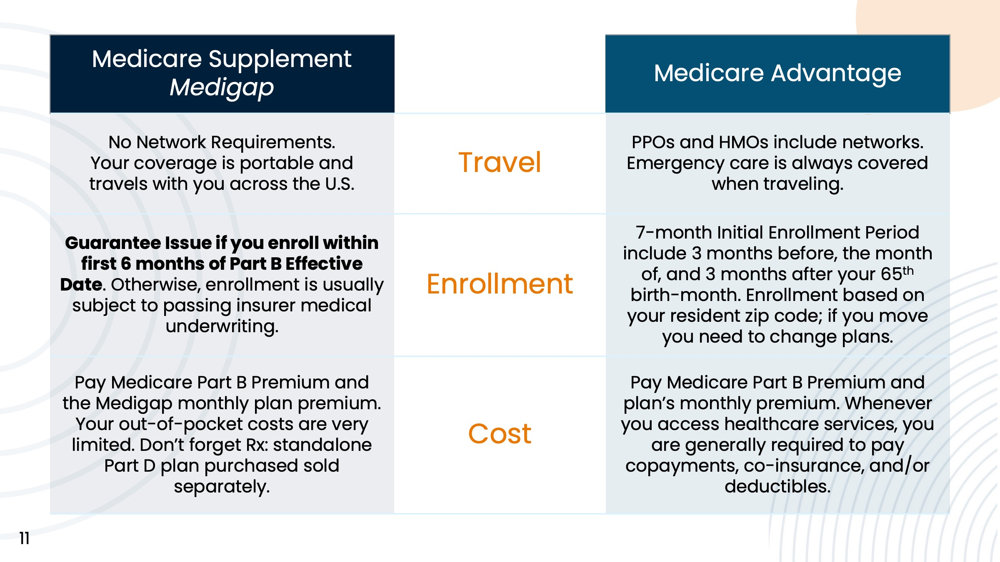 Medicare Supplement
Medigap
Medicare Advantage
No Network Requirements.
Your coverage is portable and
travels with you across the U.S.
Travel
PPOs and HMOs include networks.
Emergency care is always covered
when traveling.
Guarantee Issue if you enroll within
first 6 months of Part B Effective
Date. Otherwise, enrollment is usually
subject to passing insurer medical
underwriting.
Enrollment
7-month Initial Enrollment Period
include 3 months before, the month
of, and 3 months after your 65th
birth-month. Enrollment based on
your resident zip code; if you move
you need to change plans.
Pay Medicare Part B Premium and
the Medigap monthly plan premium.
Your out-of-pocket costs are very
limited. Don’t forget Rx: standalone
Part D plan purchased sold
separately.
Cost
Pay Medicare Part B Premium and
plan’s monthly premium. Whenever
you access healthcare services, you
are generally required to pay
copayments, co-insurance, and/or
deductibles.
11